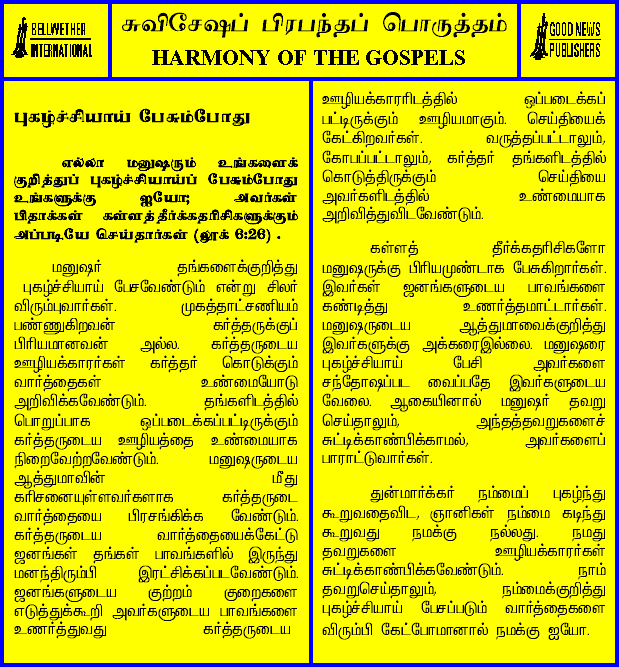 BELLWETHER
INTERNATIONAL
சுவிசேஷப் பிரபந்தப் பொருத்தம்
HARMONY OF THE GOSPELS
GOOD NEWS
PUBLISHERS
புகழ்ச்சியாய் பேசும்போது
எல்லா மனுஷரும் உங்களைக்
குறித்துப் புகழ்ச்சியாய்ப் பேசும்போது
உங்களுக்கு ஐயோ; அவர்கள்
பிதாக்கள் கள்ளத்தீர்க்கதரிசிகளுக்கும்
அப்படியே செய்தார்கள் (லூக் 6:26) .
மனுஷர் தங்களைக்குறித்து
புகழ்ச்சியாய் பேசவேண்டும் என்று சிலர்
விரும்புவார்கள். முகத்தாட்சணியம்
பண்ணுகிறவன் கர்த்தருக்குப்
பிரியமானவன் அல்ல. கர்த்தருடைய
ஊழியக்காரர்கள் கர்த்தர் கொடுக்கும்
வார்த்தைகள் உண்மையோடு
அறிவிக்கவேண்டும். தங்களிடத்தில்
பொறுப்பாக ஒப்படைக்கப்பட்டிருக்கும்
கர்த்தருடைய ஊழியத்தை உண்மையாக
நிறைவேற்றவேண்டும். மனுஷருடைய
ஆத்துமாவின் மீது
கரிசனையுள்ளவர்களாக கர்த்தருடை
வார்த்தையை பிரசங்கிக்க வேண்டும்.
கர்த்தருடைய வார்த்தையைக்கேட்டு
ஜனங்கள் தங்கள் பாவங்களில் இருந்து
மனந்திரும்பி இரட்சிக்கப்படவேண்டும்.
ஜனங்களுடைய குற்றம் குறைகளை
எடுத்துக்கூறி அவர்களுடைய பாவங்களை
உணர்த்துவது கர்த்தருடைய
ஊழியக்காரரிடத்தில் ஒப்படைக்கப்
பட்டிருக்கும் ஊழியமாகும். செய்தியைக்
கேட்கிறவர்கள். வருத்தப்பட்டாலும்,
கோபப்பட்டாலும், கர்த்தர் தங்களிடத்தில்
கொடுத்திருக்கும் செய்தியை
அவர்களிடத்தில் உண்மையாக
அறிவித்துவிடவேண்டும்.
கள்ளத் தீர்க்கதரிசிகளோ
மனுஷருக்கு பிரியமுண்டாக பேசுகிறார்கள்.
இவர்கள் ஜனங்களுடைய பாவங்களை
கண்டித்து உணர்த்தமாட்டார்கள்.
மனுஷருடைய ஆத்துமாவைக்குறித்து
இவர்களுக்கு அக்கரைஇல்லை. மனுஷரை
புகழ்ச்சியாய் பேசி அவர்களை
சந்தோஷப்பட வைப்பதே இவர்களுடைய
வேலை. ஆகையினால் மனுஷர் தவறு
செய்தாலும், அந்தத்தவறுகளைச்
சுட்டிக்காண்பிக்காமல், அவர்களைப்
பாராட்டுவார்கள்.
துன்மார்க்கர் நம்மைப் புகழ்ந்து
கூறுவதைவிட, ஞானிகள் நம்மை கடிந்து
கூறுவது நமக்கு நல்லது. நமது
தவறுகளை ஊழியக்காரர்கள்
சுட்டிக்காண்பிக்கவேண்டும். நாம்
தவறுசெய்தாலும், நம்மைக்குறித்து
புகழ்ச்சியாய் பேசப்படும் வார்த்தைகளை
விரும்பி கேட்போமானால் நமக்கு ஐயோ.